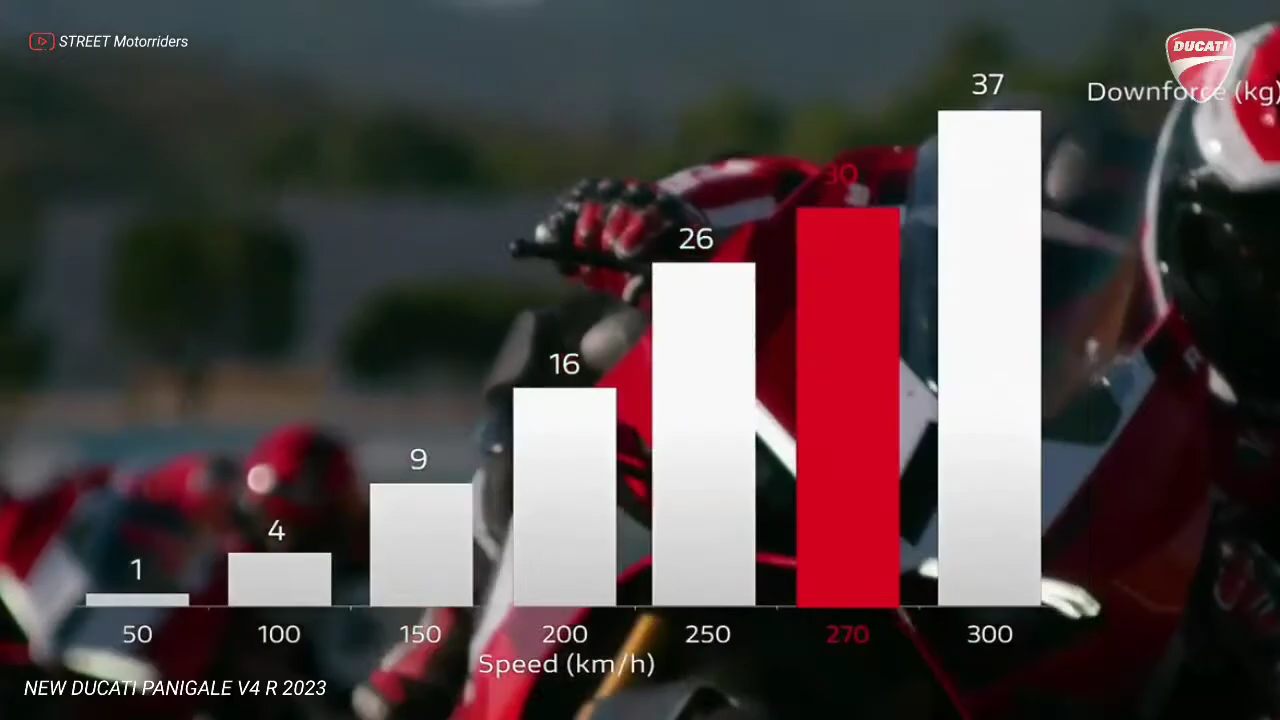 STREET Motorriders
DUCATI
Downforce (kg)
37
30
26
16
9
4
1
50 100 150 200 250 270 300
Speed (km/h)
NEW DUCATI PANIGALE V4 R 2023